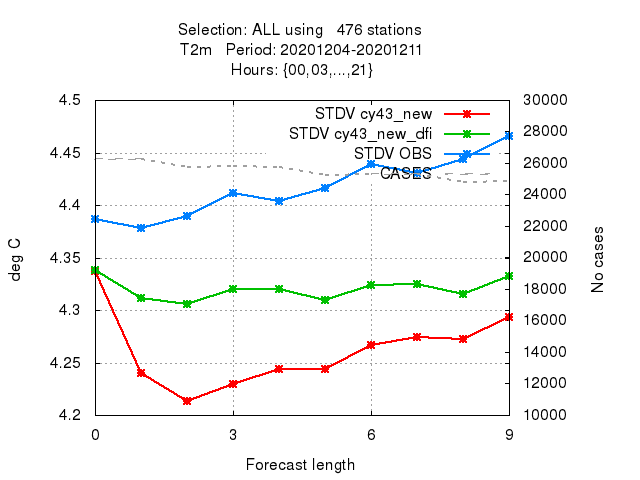 Selection: ALL using 476 stations
T2m Period: 20201204-20201211
Hours: {00,03,...,21}
STDV cy43_new
STDV cy43_new_dfi
STDV OBS
CASES
4.5
4.45
4.4
4.35
4.3
4.25
4.2
30000
28000
26000
24000
22000
20000
18000
16000
14000
12000
10000
deg C
No cases
0
3
6
9
Forecast length